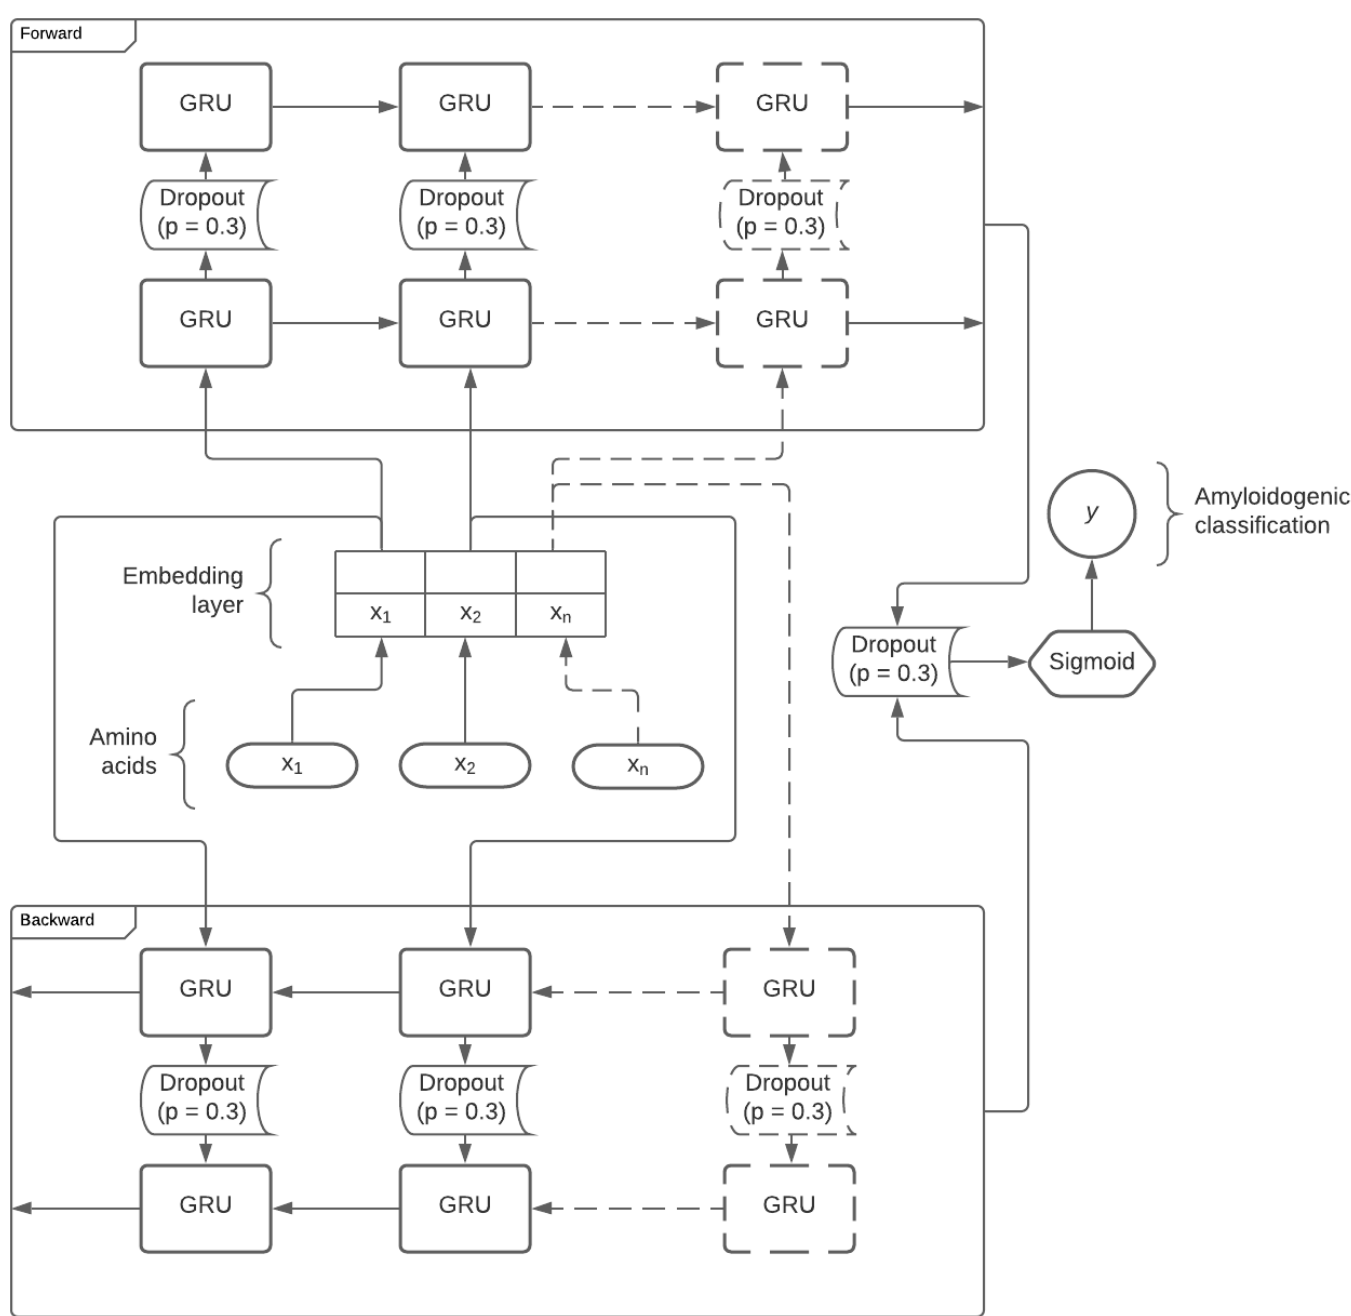 Forward
GRU
GRU
GRU
Dropout
(p = 0.3)
Dropout
(p = 0.3)
Dropout
(p = 0.3)
GRU
GRU
GRU
Embedding
layer
x1
x2
xn
Amino
acids
x1
x2
xn
Dropout
(p = 0.3)
Sigmoid
y
Amyloidogenic
classification
Backward
GRU
GRU
GRU
Dropout
(p = 0.3)
Dropout
(p = 0.3)
Dropout
(p = 0.3)
GRU
GRU
GRU